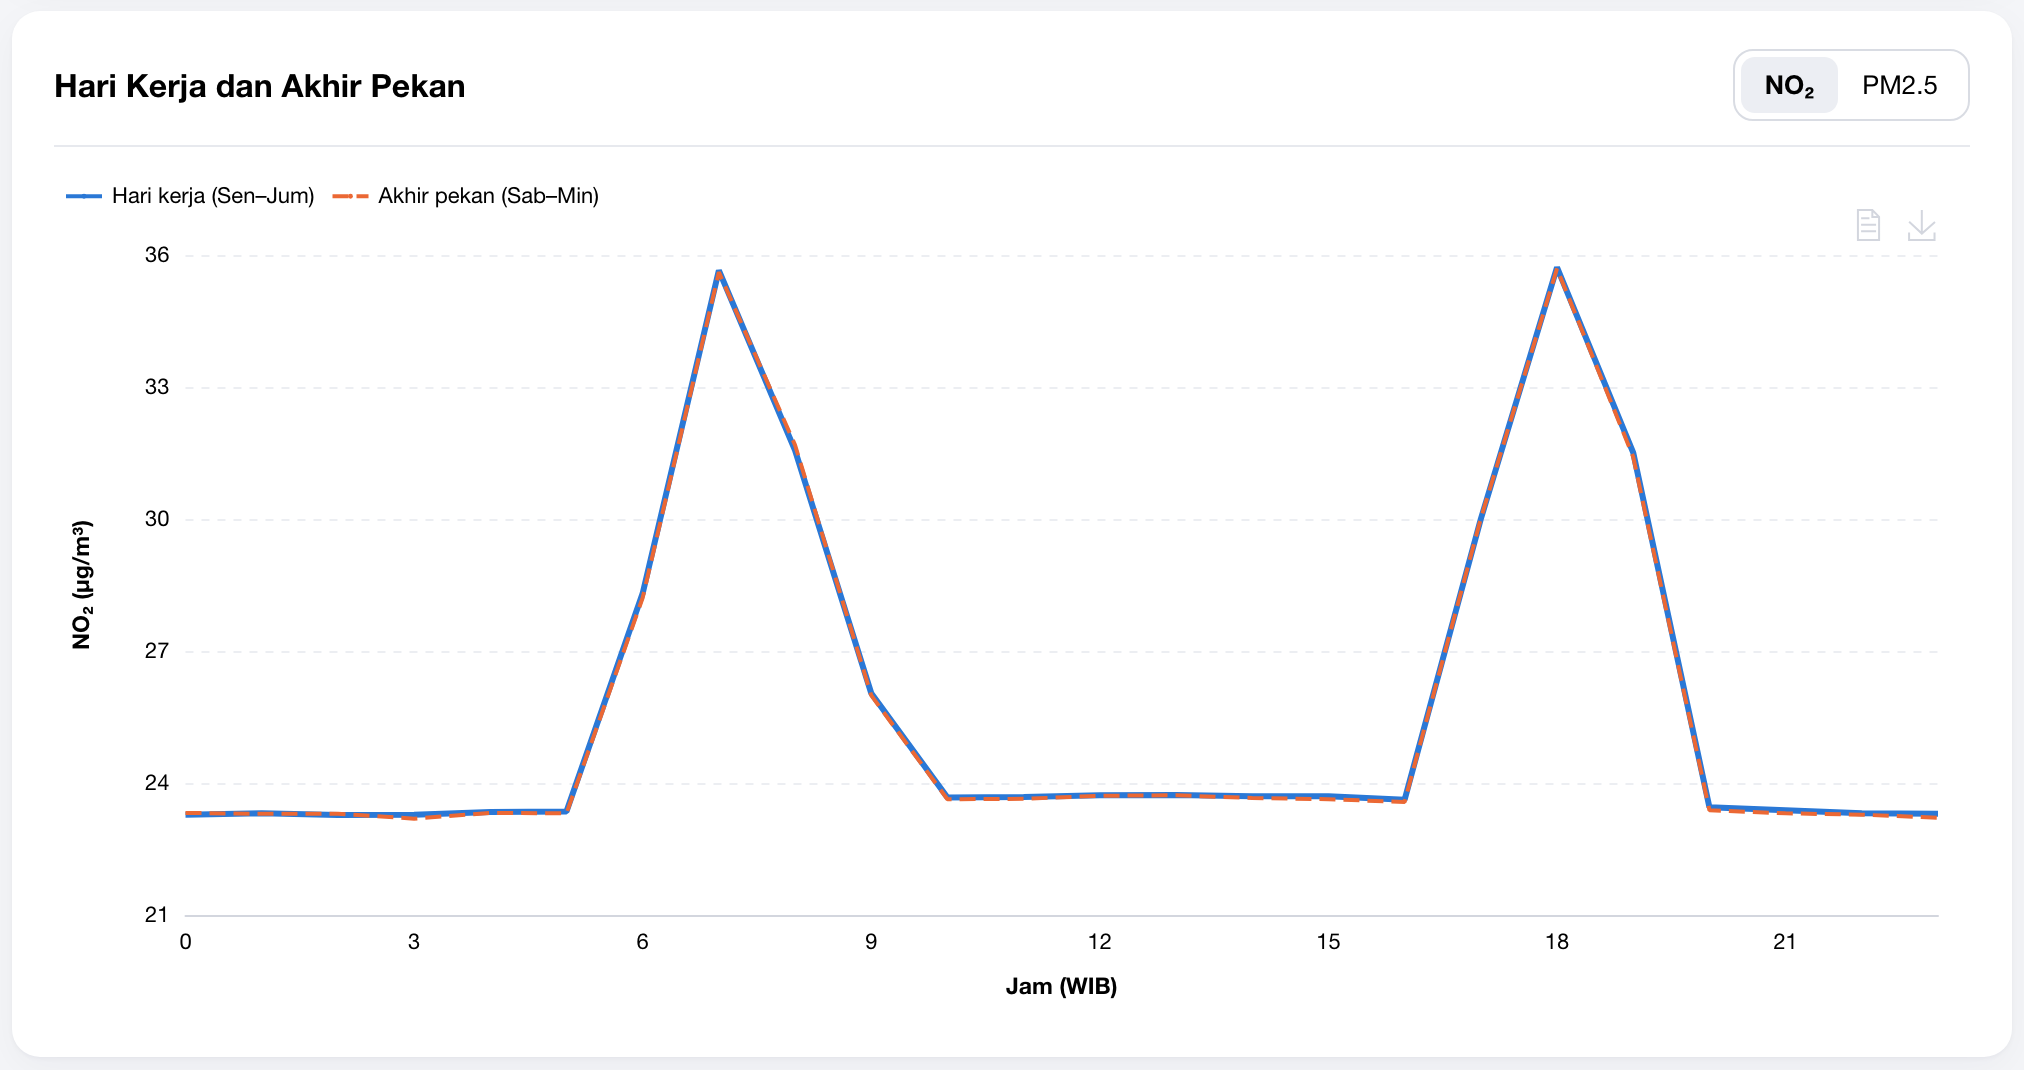 Hari Kerja dan Akhir Pekan
NO₂ PM2.5
Hari kerja (Sen–Jum) Akhir pekan (Sab–Min)
36
33
30
27
24
21
NO₂ (µg/m³)
0 3 6 9 12 15 18 21
Jam (WIB)